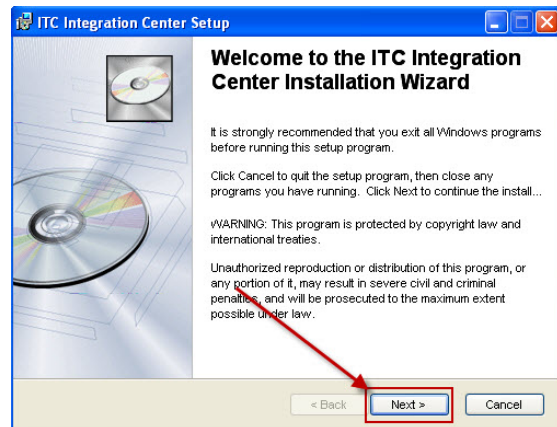 ITC Integration Center Setup
Welcome to the ITC Integration
Center Installation Wizard
It is strongly recommended that you exit all Windows programs
before running this setup program.
Click Cancel to quit the setup program, then close any
programs you have running. Click Next to continue the install...
WARNING: This program is protected by copyright law and
international treaties.
Unauthorized reproduction or distribution of this program, or
any portion of it, may result in severe civil and criminal
penalties, and will be prosecuted to the maximum extent
possible under law.
< Back
Next >
Cancel